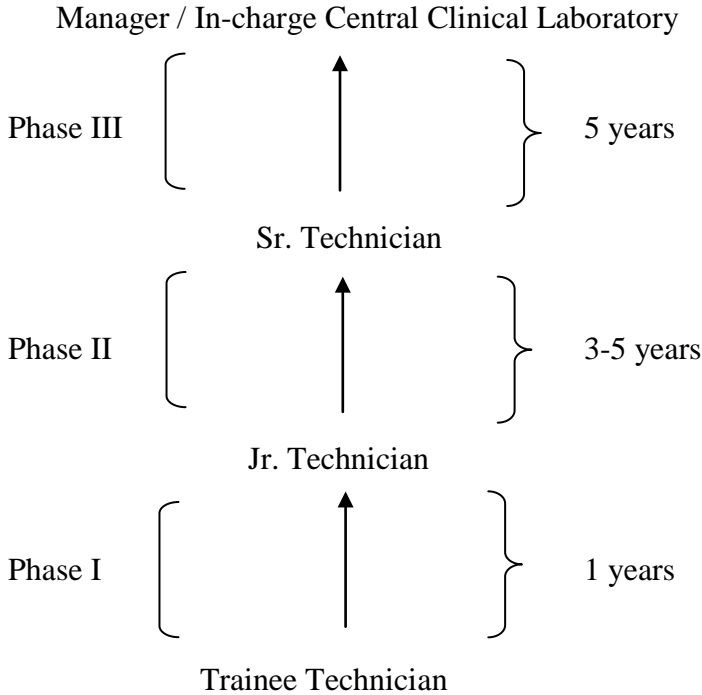 Manager / In-charge Central Clinical Laboratory
Phase III 5 years
Sr. Technician
Phase II 3-5 years
Jr. Technician
Phase I 1 years
Trainee Technician